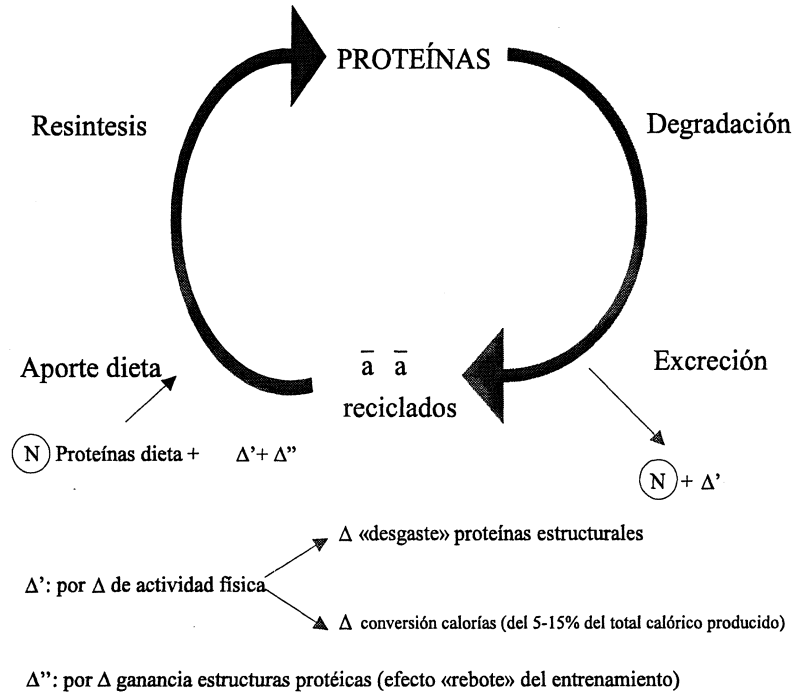 PROTEÍNAS
Resintesis
Degradación
Aporte dieta
a̅ a̅
reciclados
Excreción
N Proteínas dieta + Δ'+ Δ”
N + Δ'
Δ «desgaste» proteínas estructurales
Δ': por Δ de actividad física
Δ conversión calorías (del 5-15% del total calórico producido)
Δ”: por Δ ganancia estructuras protéicas (efecto «rebote» del entrenamiento)